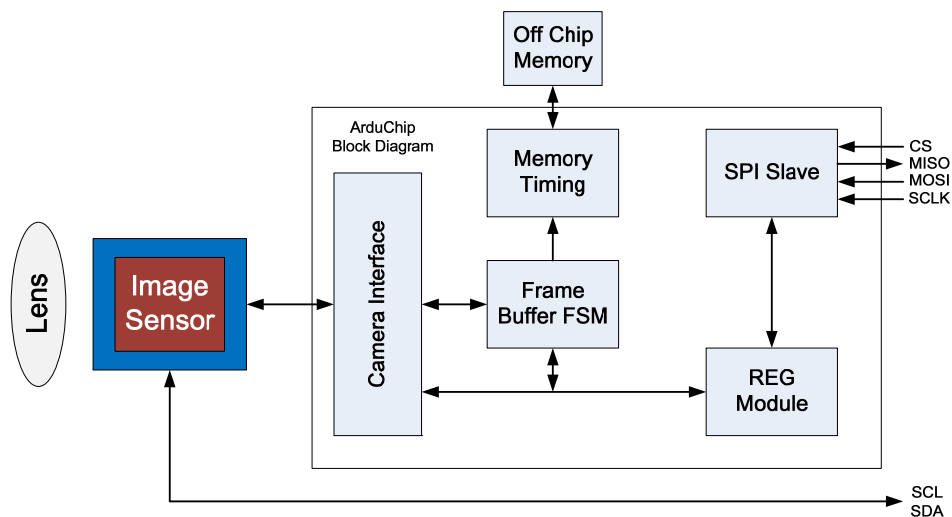 Off Chip
Memory
ArduChip
Block Diagram
Memory
Timing
SPI Slave
CS
MISO
MOSI
SCLK
Lens
Image
Sensor
Camera Interface
Frame
Buffer FSM
REG
Module
SCL
SDA